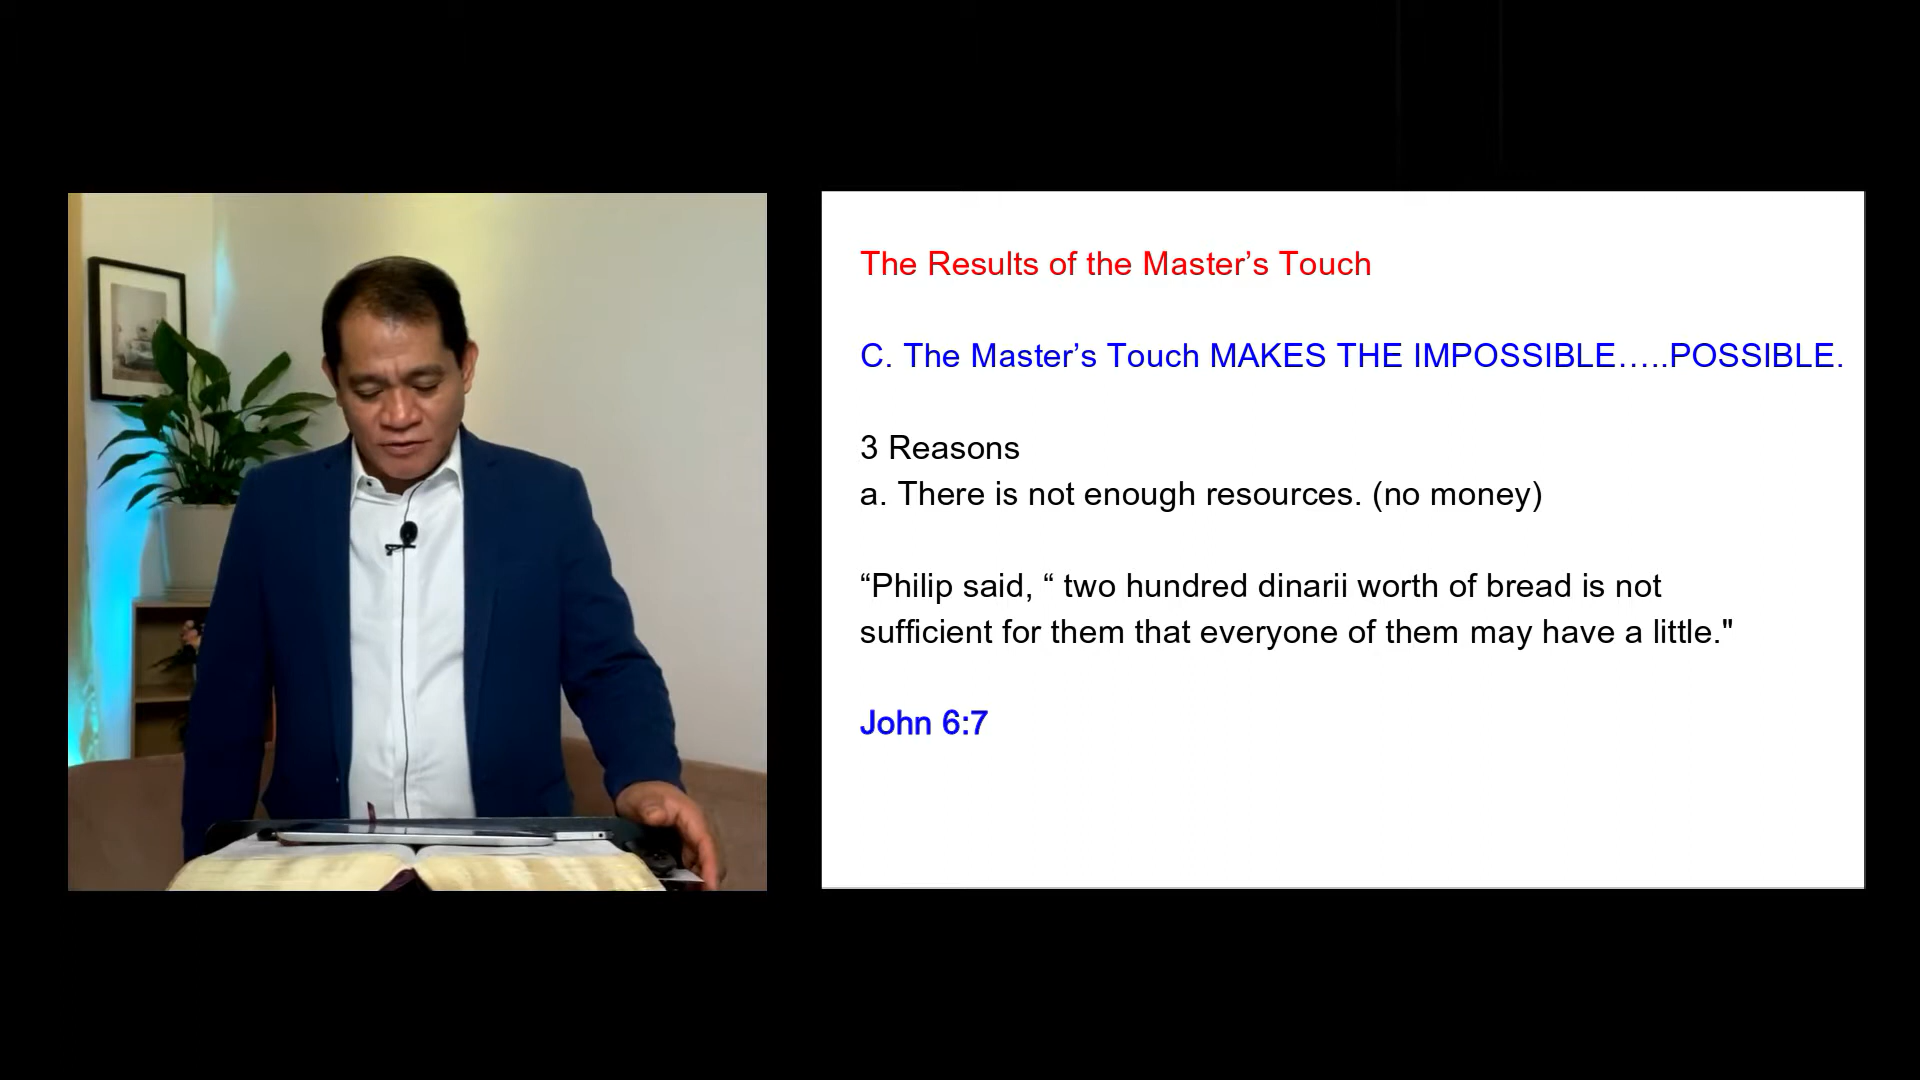 The Results of the Master’s Touch
C. The Master’s Touch MAKES THE IMPOSSIBLE.....POSSIBLE.
3 Reasons
a. There is not enough resources. (no money)
“Philip said, “ two hundred dinarii worth of bread is not
sufficient for them that everyone of them may have a little."
John 6:7